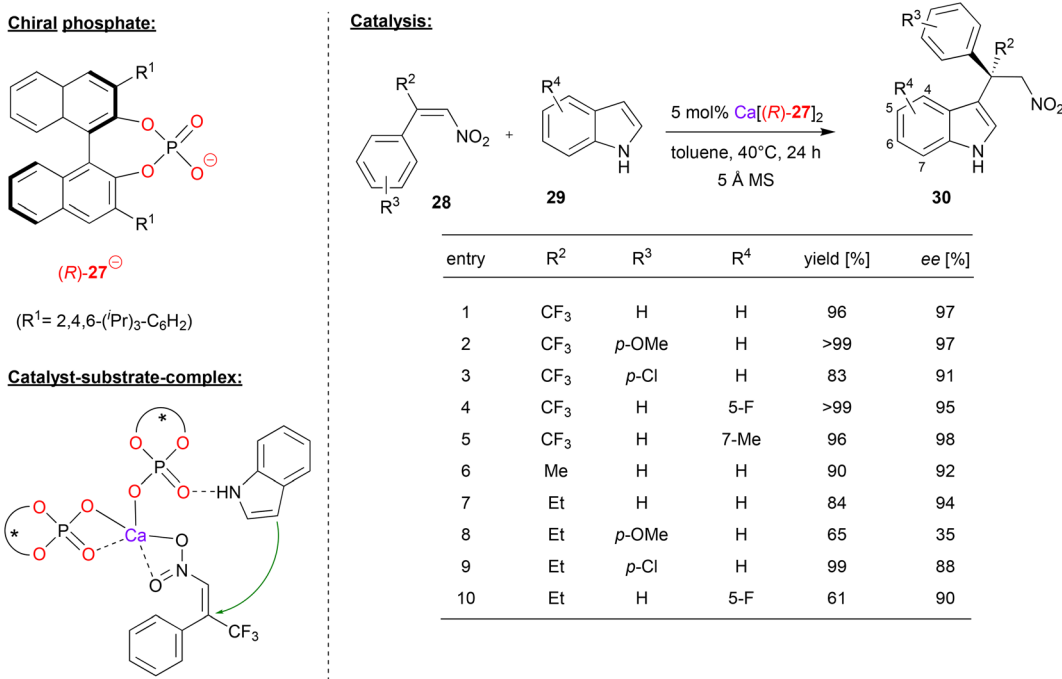 Chiral phosphate:
R¹
O
O
P
O
O
⊖
R¹
(R)-27⊖
(R¹= 2,4,6-(ⁱPr)₃-C₆H₂)
Catalyst-substrate-complex:
*
O
O
P
O
O
HN
*
O
O
P
O
O
Ca
O
N
O
CF₃
Catalysis:
R²
NO₂
R³
28
+
R⁴
N
H
29
5 mol% Ca[(R)-27]₂
toluene, 40°C, 24 h
5 Å MS
R³
R²
R⁴
4
5
6
7
NO₂
N
H
30
entry R² R³ R⁴ yield [%] ee [%]
1 CF₃ H H 96 97
2 CF₃ p-OMe H >99 97
3 CF₃ p-Cl H 83 91
4 CF₃ H 5-F >99 95
5 CF₃ H 7-Me 96 98
6 Me H H 90 92
7 Et H H 84 94
8 Et p-OMe H 65 35
9 Et p-Cl H 99 88
10 Et H 5-F 61 90